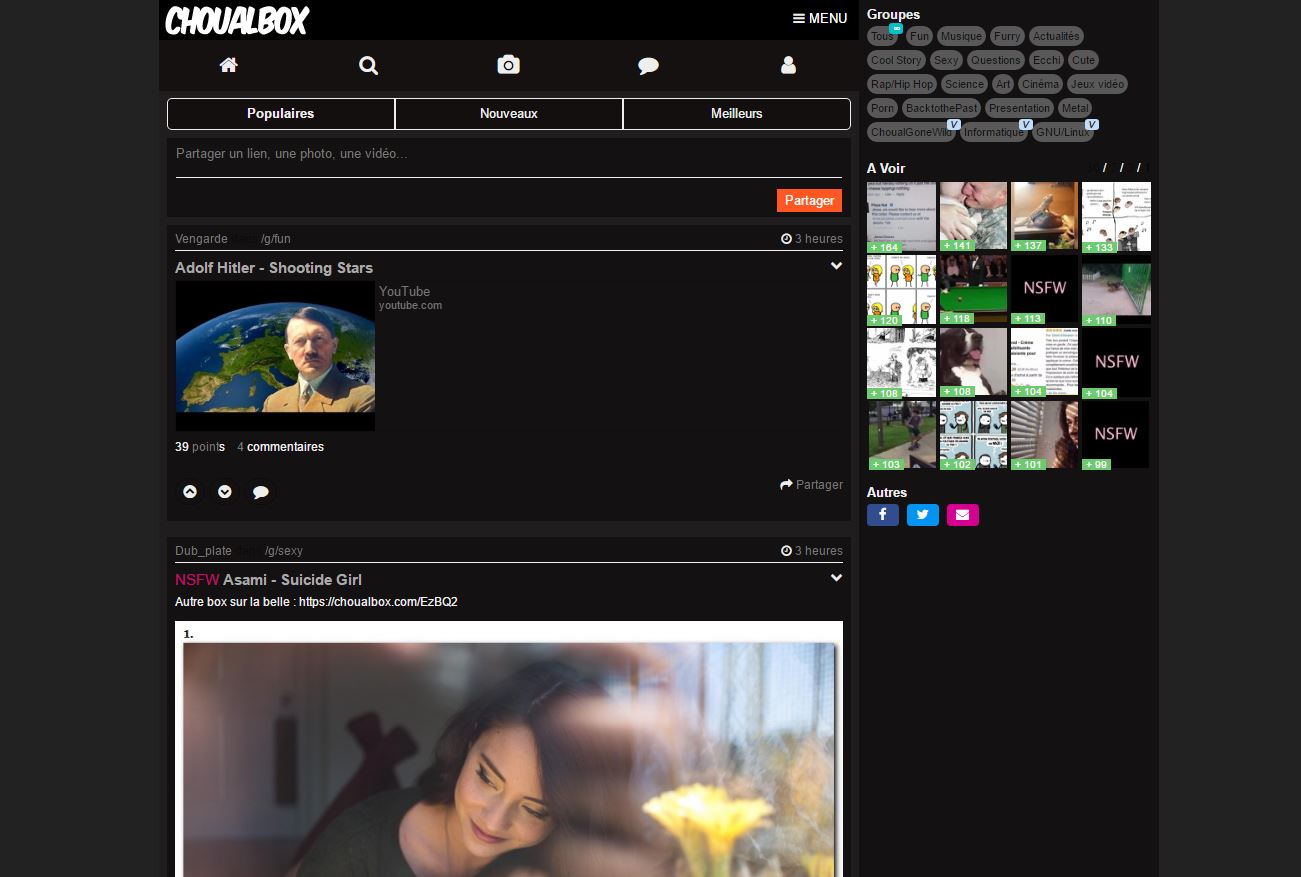 CHOUALBOX
MENU
Populaires
Nouveaux
Meilleurs
Partager un lien, une photo, une vidéo...
Partager
Vengarde dans /g/fun
3 heures
Adolf Hitler - Shooting Stars
YouTube
youtube.com
39 points 4 commentaires
Partager
Dub_plate dans /g/sexy
3 heures
NSFW Asami - Suicide Girl
Autre box sur la belle : https://choualbox.com/EzBQ2
1.
Groupes
Tous
Fun
Musique
Furry
Actualités
Cool Story
Sexy
Questions
Ecchi
Cute
Rap/Hip Hop
Science
Art
Cinéma
Jeux vidéo
Porn
BacktothePast
Presentation
Metal
ChoualGoneWild V
Informatique V
GNU/Linux V
A Voir
/ / /
+ 164
+ 141
+ 137
+ 133
+ 120
+ 118
NSFW
+ 113
+ 110
+ 108
+ 108
+ 104
NSFW
+ 104
+ 103
+ 102
+ 101
NSFW
+ 99
Autres